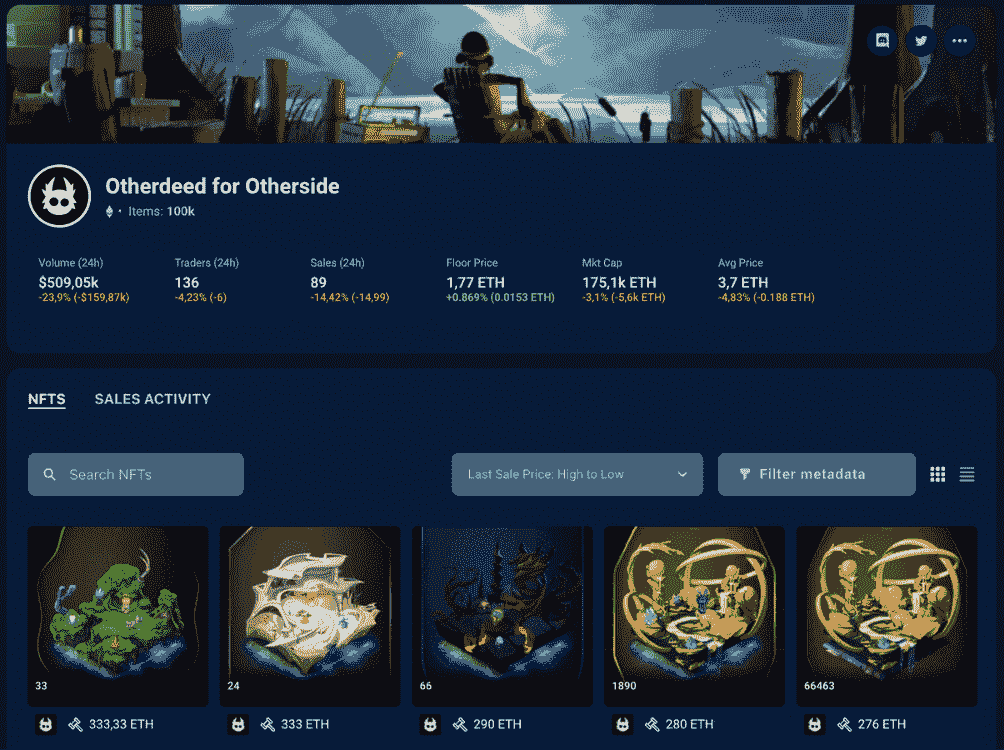 Otherdeed for Otherside
• Items: 100k
Volume (24h) Traders (24h) Sales (24h) Floor Price Mkt Cap Avg Price
$509,05k 136 89 1,77 ETH 175,1k ETH 3,7 ETH
-23,9% (-$159,87k) -4,23% (-6) -14,42% (-14,99) +0.869% (0.0153 ETH) -3,1% (-5,6k ETH) -4,83% (-0.188 ETH)
NFTS SALES ACTIVITY
Search NFTs Last Sale Price: High to Low Filter metadata
33 24 66 1890 66463
333,33 ETH 333 ETH 290 ETH 280 ETH 276 ETH